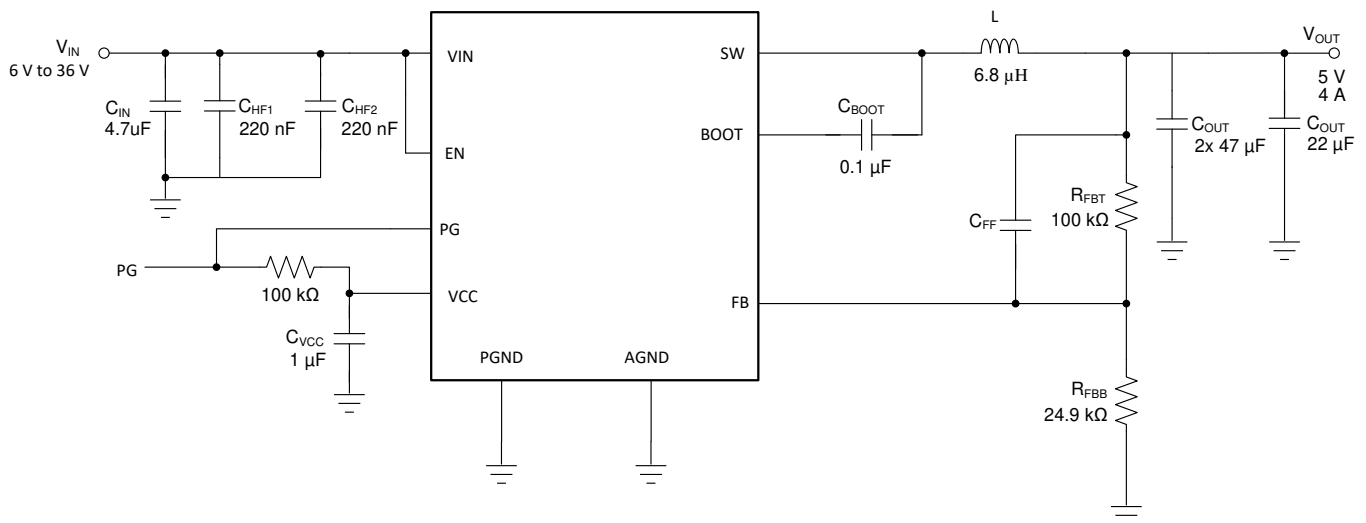 V_IN
6 V to 36 V
C_IN
4.7uF
C_HF1
220 nF
C_HF2
220 nF
VIN
EN
PG
VCC
PGND
AGND
SW
BOOT
FB
PG
100 kΩ
C_VCC
1 µF
L
6.8 µH
C_BOOT
0.1 µF
C_FF
R_FBT
100 kΩ
R_FBB
24.9 kΩ
C_OUT
2x 47 µF
C_OUT
22 µF
V_OUT
5 V
4 A